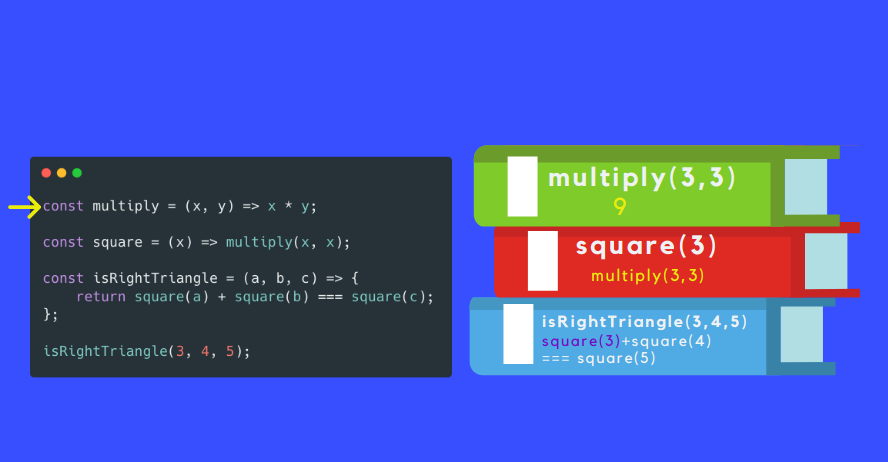 const multiply = (x, y) => x * y;
const square = (x) => multiply(x, x);
const isRightTriangle = (a, b, c) => {
    return square(a) + square(b) === square(c);
};
isRightTriangle(3, 4, 5);
multiply(3,3)
9
square(3)
multiply(3,3)
isRightTriangle(3,4,5)
square(3)+square(4)
=== square(5)